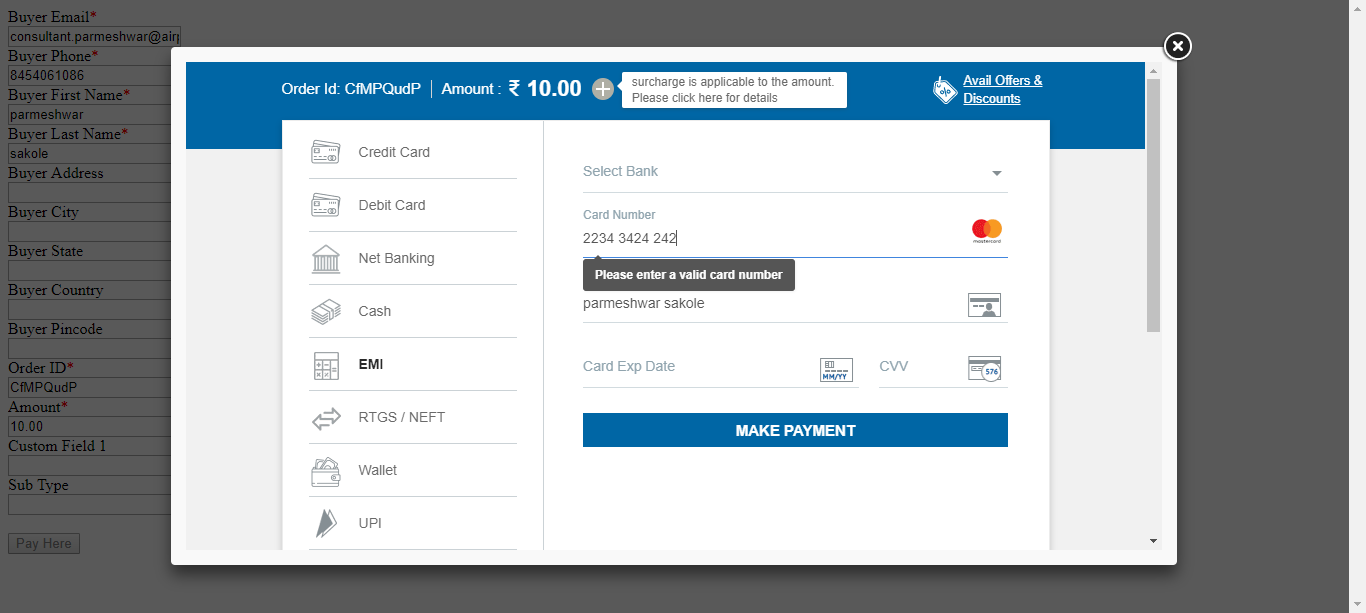 Buyer Email*
consultant.parmeshwar@air
Buyer Phone*
8454061086
Buyer First Name*
parmeshwar
Buyer Last Name*
sakole
Buyer Address
Buyer City
Buyer State
Buyer Country
Buyer Pincode
Order ID*
CfMPQudP
Amount*
10.00
Custom Field 1
Sub Type
Pay Here
Order Id: CfMPQudP
Amount : ₹ 10.00
surcharge is applicable to the amount.
Please click here for details
%
Avail Offers &
Discounts
Credit Card
Debit Card
Net Banking
Cash
EMI
RTGS / NEFT
Wallet
UPI
Select Bank
Card Number
2234 3424 242
mastercard
Please enter a valid card number
parmeshwar sakole
Card Exp Date
MM/YY
CVV
576
MAKE PAYMENT